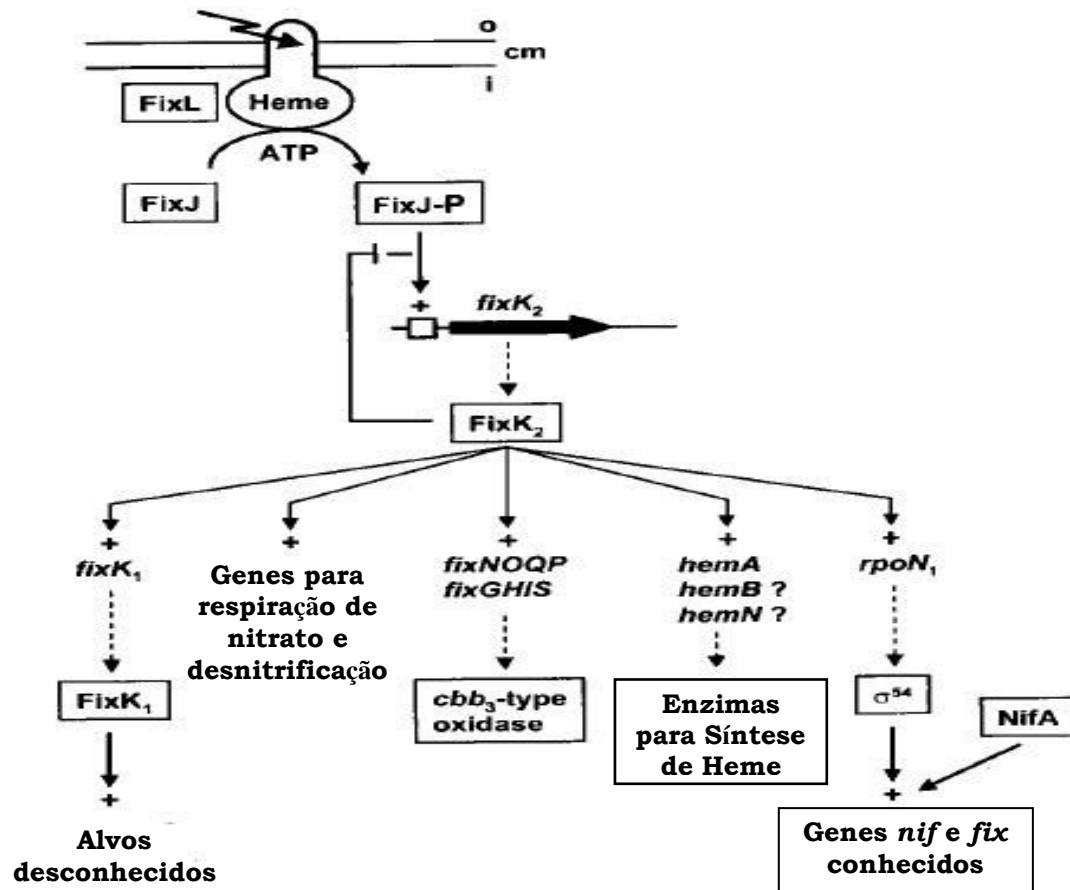 o
cm
i
FixL
Heme
ATP
FixJ
FixJ-P
+
fixK₂
FixK₂
+
+
+
+
+
fixK₁
Genes para
respiração de
nitrato e
desnitrificação
fixNOQP
fixGHIS
hemA
hemB ?
hemN ?
rpoN₁
FixK₁
cbb₃-type
oxidase
Enzimas
para Síntese
de Heme
σ⁵⁴
NifA
+
+
Alvos
desconhecidos
Genes nif e fix
conhecidos